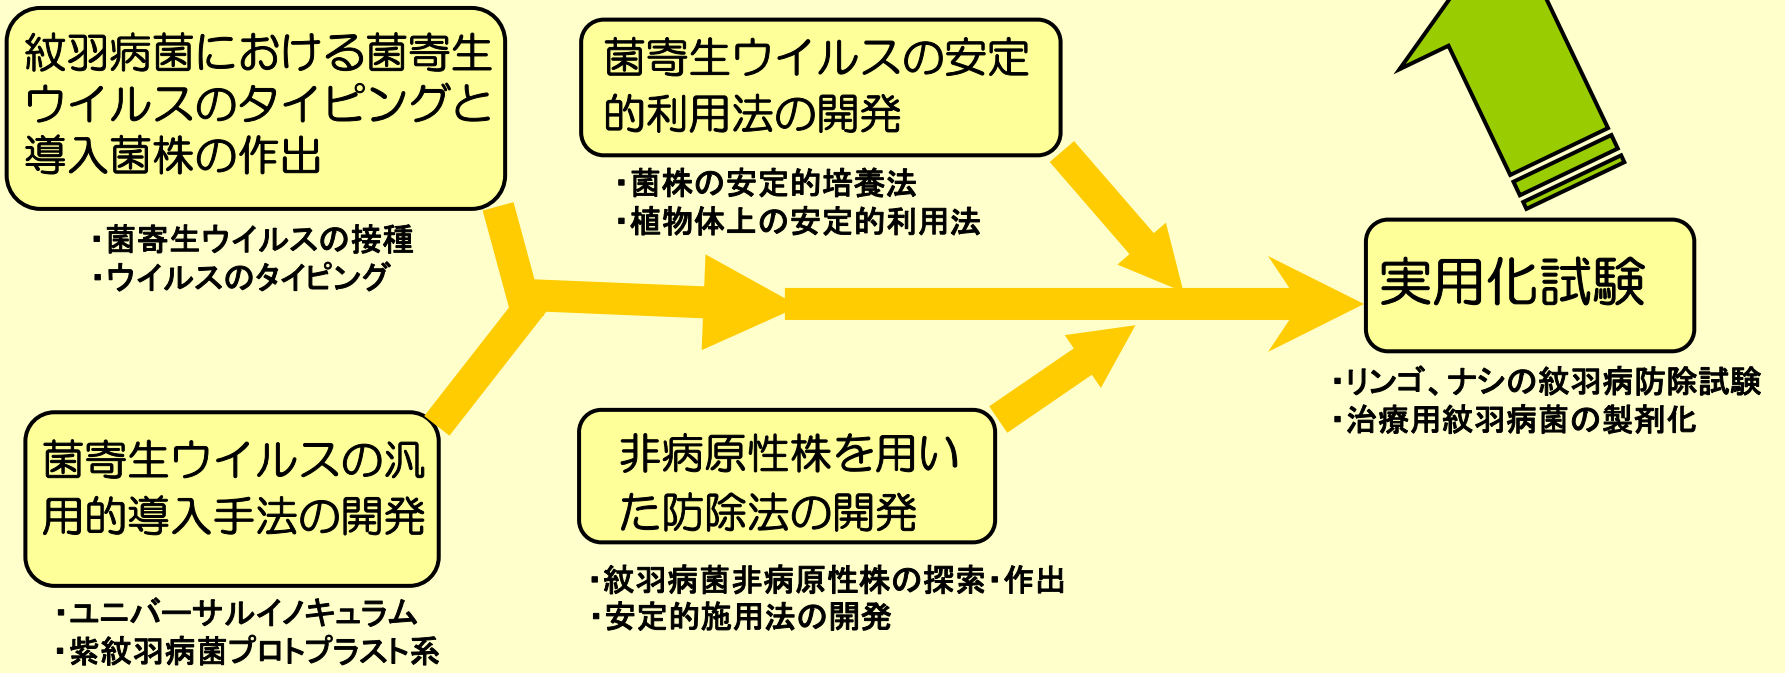 紋羽病菌における菌寄生
ウイルスのタイピングと
導入菌株の作出
・菌寄生ウイルスの接種
・ウイルスのタイピング
菌寄生ウイルスの安定
的利用法の開発
・菌株の安定的培養法
・植物体上の安定的利用法
実用化試験
・リンゴ、ナシの紋羽病防除試験
・治療用紋羽病菌の製剤化
菌寄生ウイルスの汎
用的導入手法の開発
・ユニバーサルイノキュラム
・紫紋羽病菌プロトプラスト系
非病原性株を用い
た防除法の開発
・紋羽病菌非病原性株の探索・作出
・安定的施用法の開発